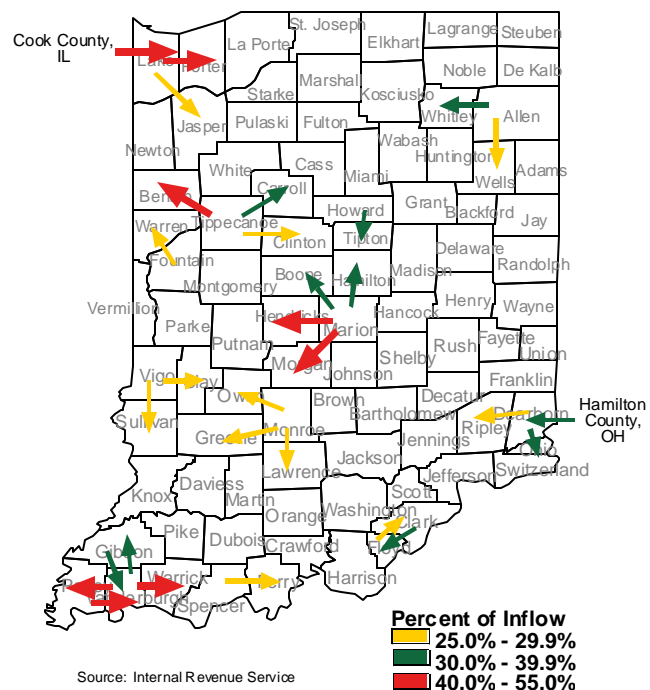 Cook County,
IL
St. Joseph
La Porte
Elkhart
Lagrange
Steuben
Lake
Porter
Noble
De Kalb
Marshall
Starke
Kosciusko
Whitley
Allen
Jasper
Pulaski
Fulton
Newton
Wabash
Huntington
White
Cass
Miami
Wells
Adams
Benton
Carroll
Grant
Blackford
Jay
Warren
Tippecanoe
Howard
Clinton
Tipton
Delaware
Randolph
Fountain
Montgomery
Boone
Hamilton
Madison
Henry
Wayne
Vermillion
Parke
Putnam
Hendricks
Marion
Hancock
Rush
Fayette
Union
Shelby
Vigo
Clay
Morgan
Johnson
Franklin
Owen
Brown
Bartholomew
Decatur
Dearborn
Hamilton
County,
OH
Sullivan
Greene
Monroe
Jennings
Ripley
Ohio
Lawrence
Jackson
Jefferson
Switzerland
Knox
Daviess
Martin
Washington
Scott
Clark
Orange
Pike
Dubois
Crawford
Floyd
Gibson
Harrison
Warrick
Perry
Vanderburgh
Spencer
Percent of Inflow
25.0% - 29.9%
30.0% - 39.9%
40.0% - 55.0%
Source: Internal Revenue Service